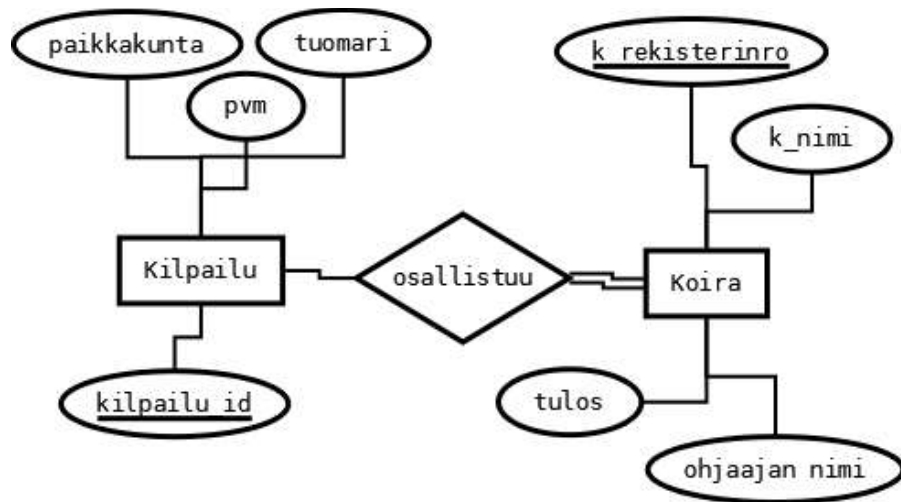 paikkakunta
tuomari
pvm
k_rekisterinro
k_nimi
Kilpailu
osallistuu
Koira
kilpailu_id
tulos
ohjaajan nimi